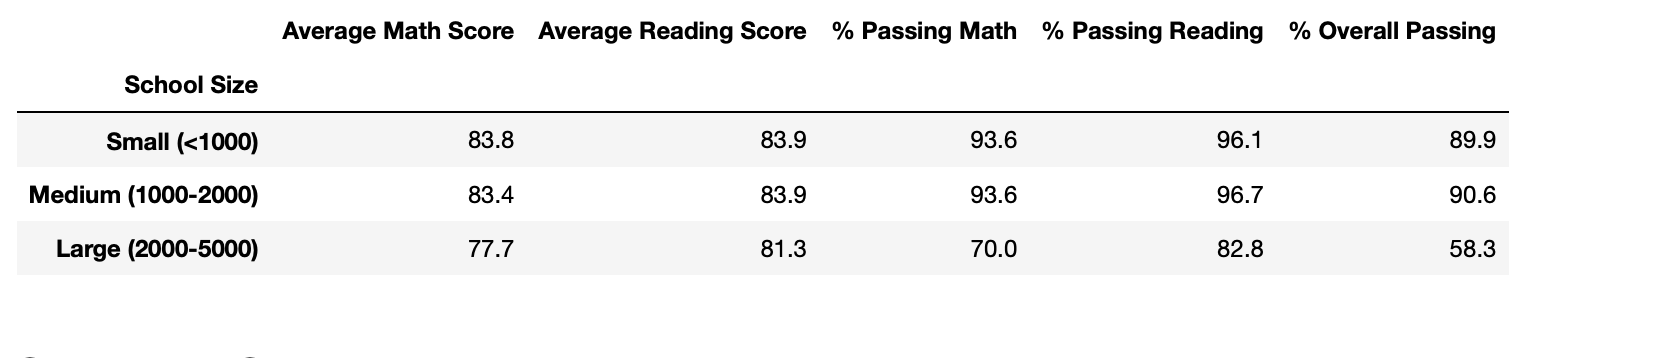 Average Math Score Average Reading Score % Passing Math % Passing Reading % Overall Passing
School Size
Small (<1000) 83.8 83.9 93.6 96.1 89.9
Medium (1000-2000) 83.4 83.9 93.6 96.7 90.6
Large (2000-5000) 77.7 81.3 70.0 82.8 58.3